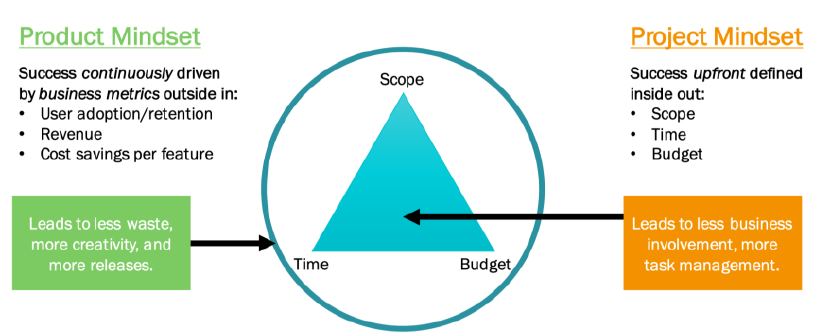 Product Mindset
Success continuously driven
by business metrics outside in:
• User adoption/retention
• Revenue
• Cost savings per feature
Leads to less waste,
more creativity, and
more releases.
Scope
Time
Budget
Project Mindset
Success upfront defined
inside out:
• Scope
• Time
• Budget
Leads to less business
involvement, more
task management.